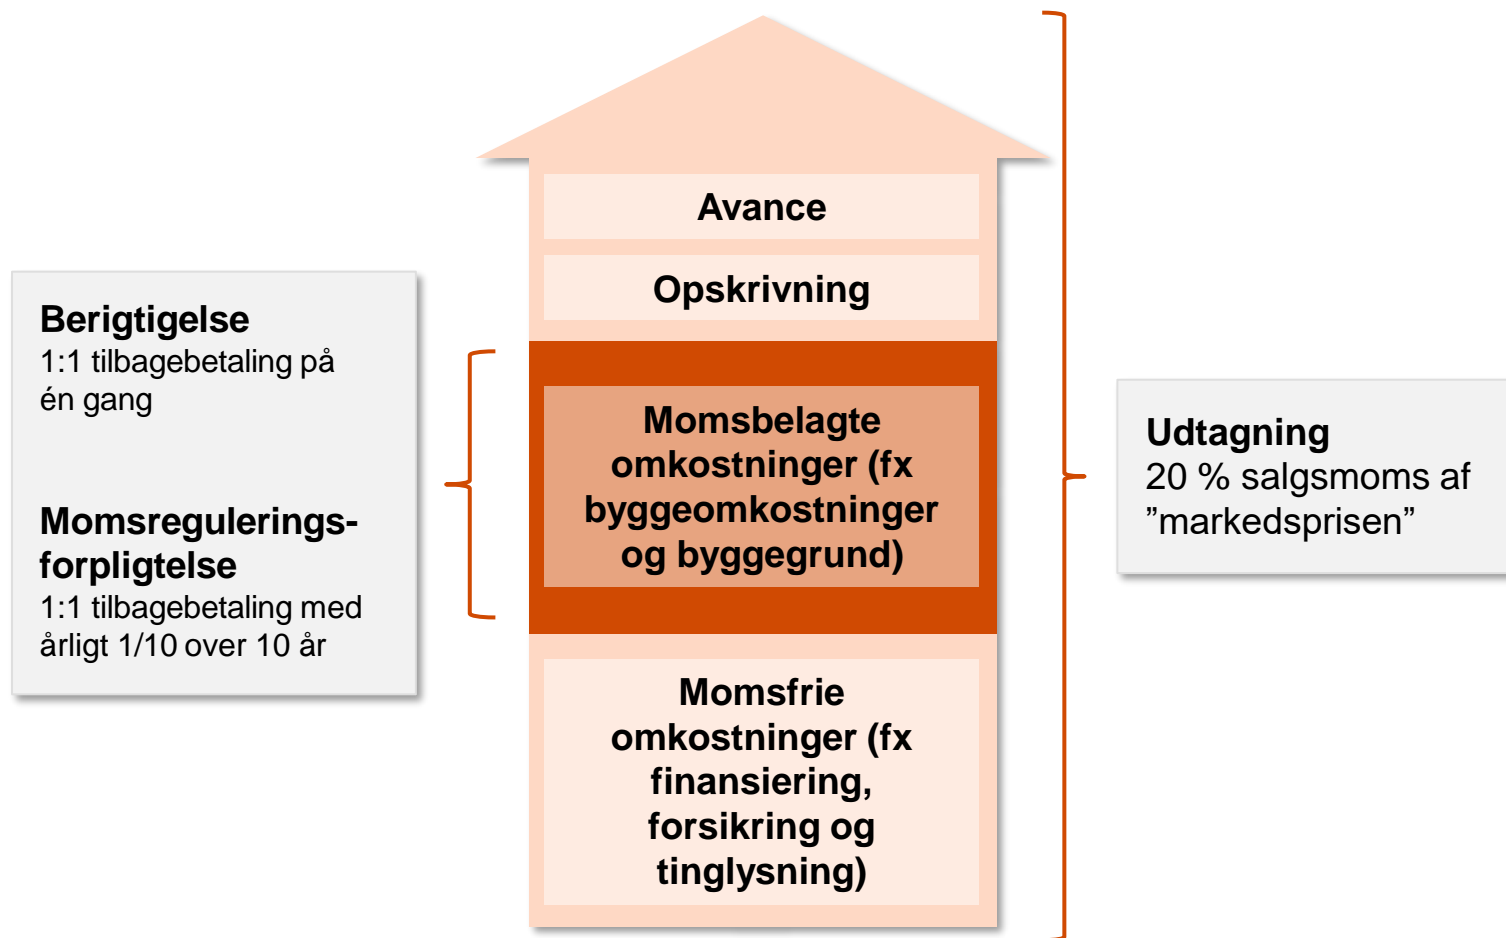 Avance
Opskrivning
Berigtigelse
1:1 tilbagebetaling på
én gang
Momsregulerings-
forpligtelse
1:1 tilbagebetaling med
årligt 1/10 over 10 år
Momsbelagte
omkostninger (fx
byggeomkostninger
og byggegrund)
Momsfrie
omkostninger (fx
finansiering,
forsikring og
tinglysning)
Udtagning
20 % salgsmoms af
”markedsprisen”